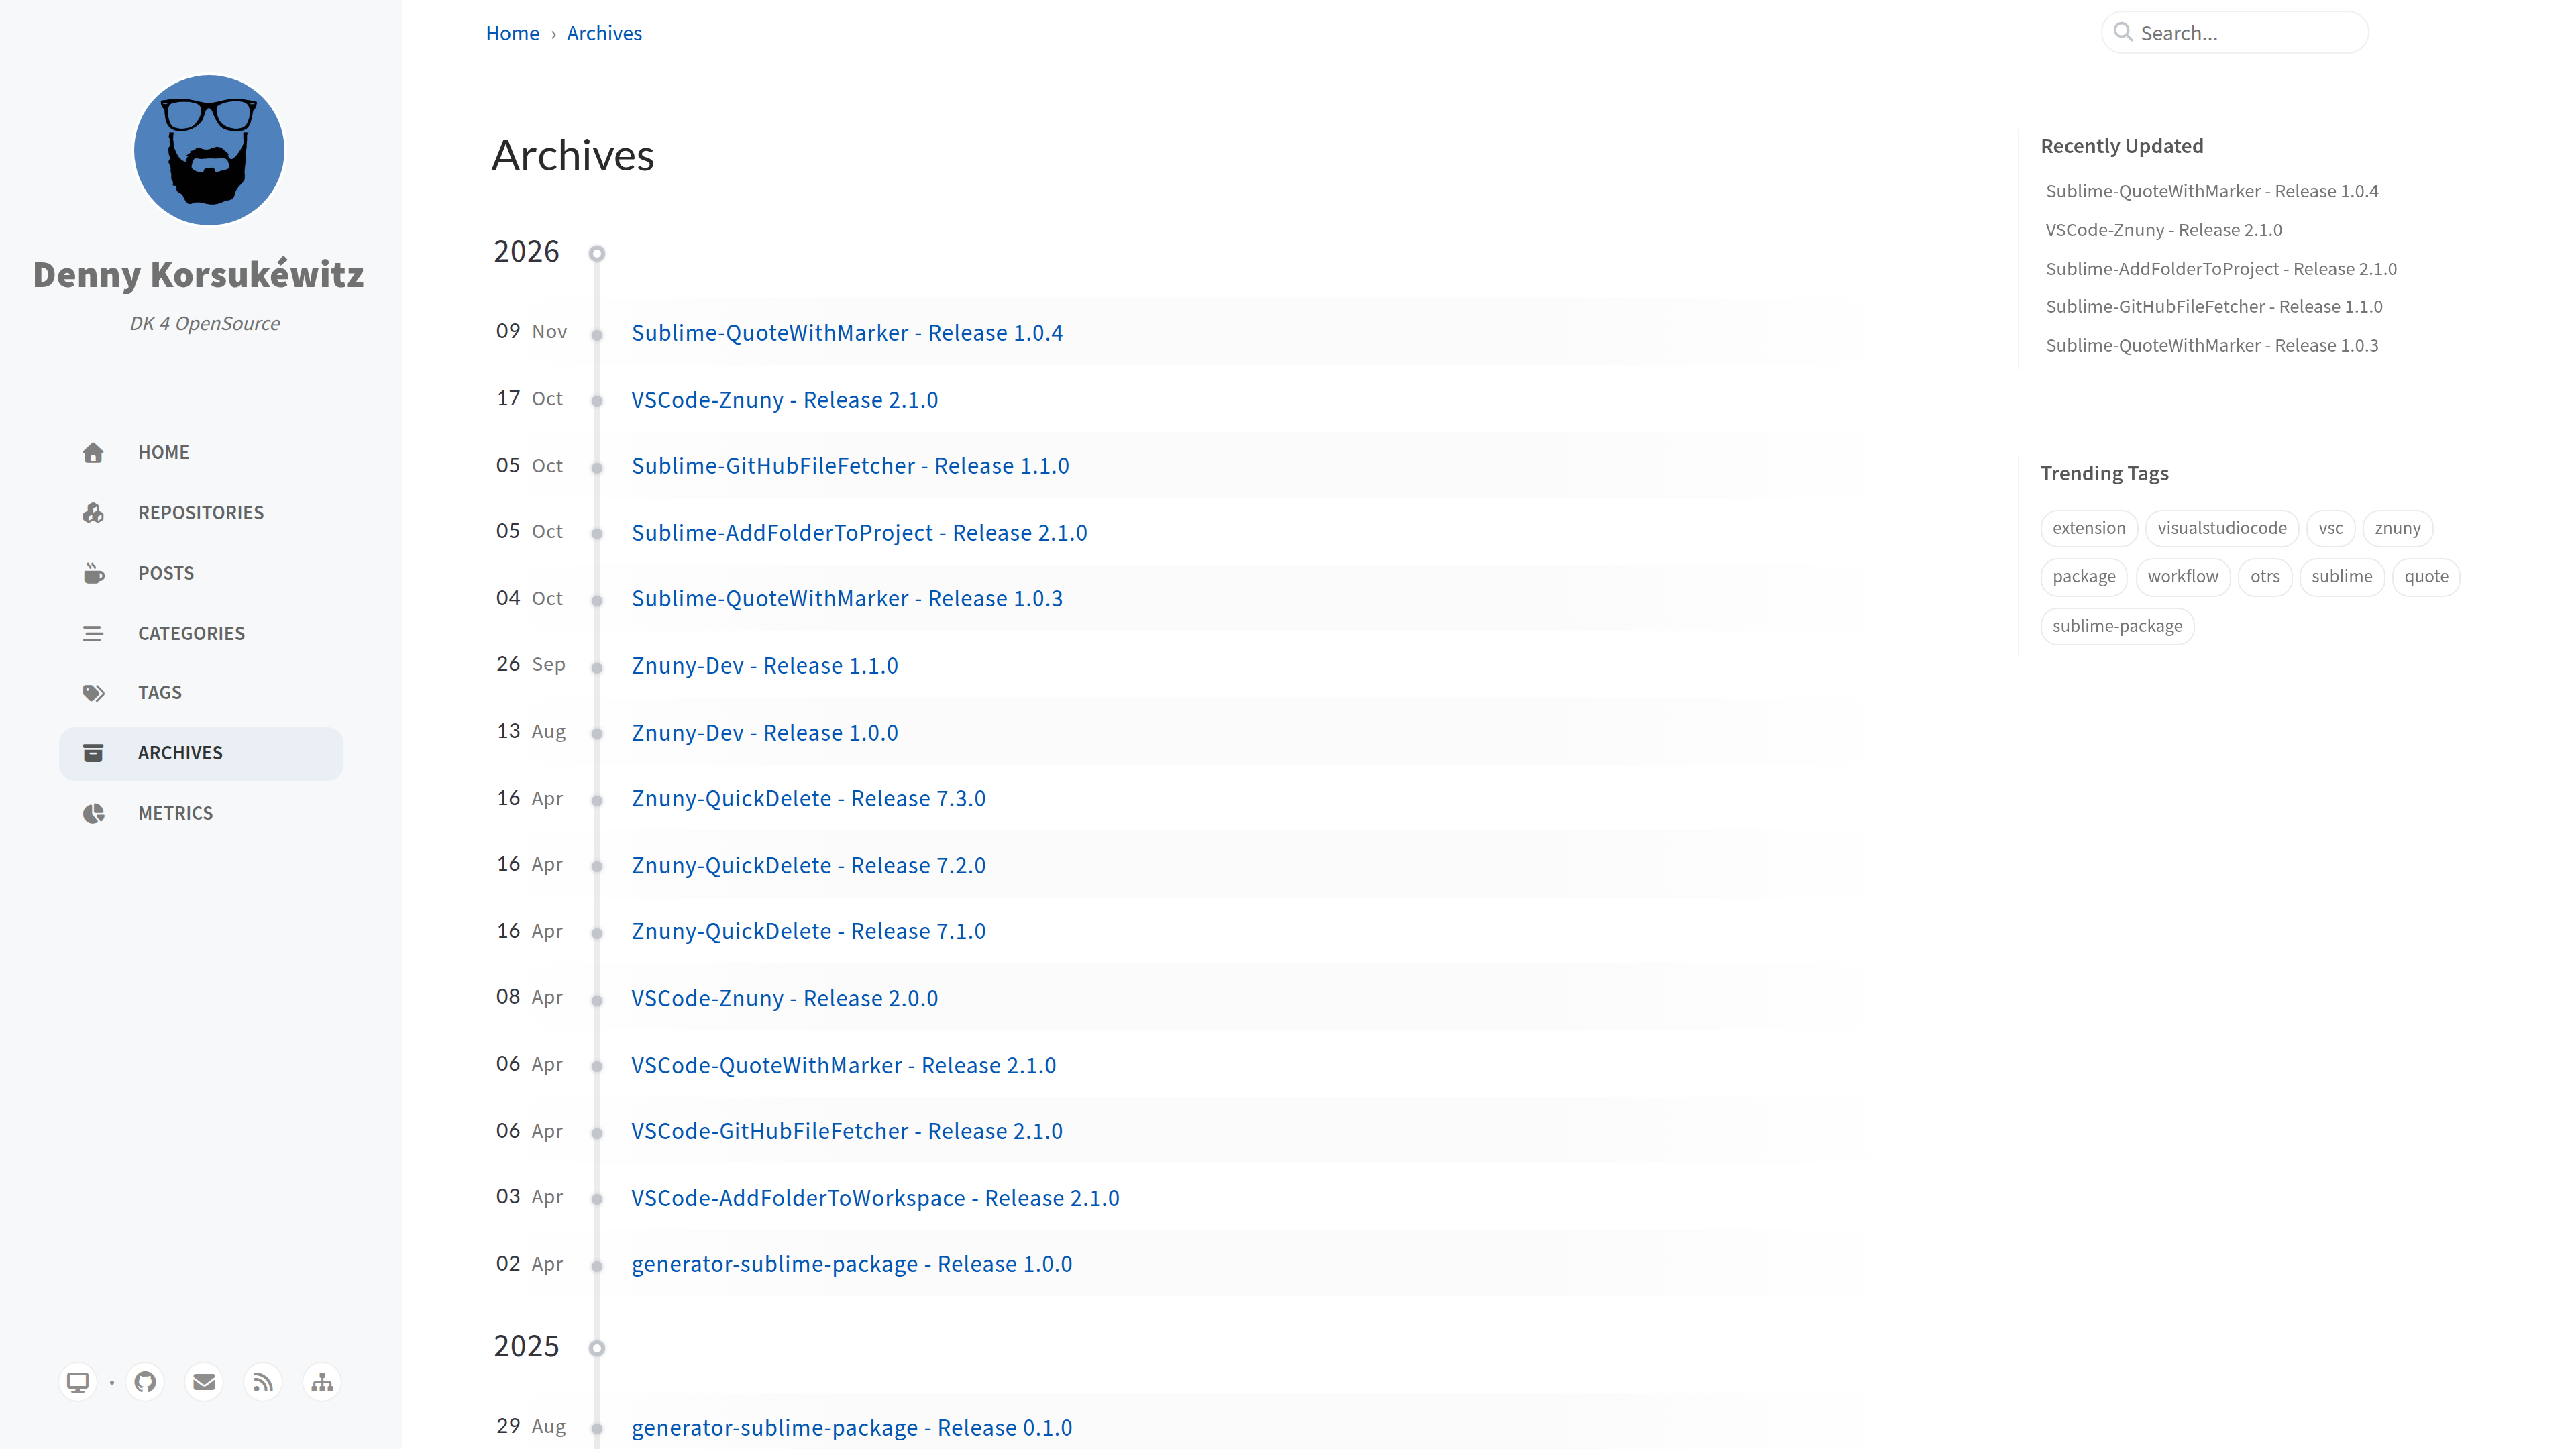 Denny Korsukéwitz
DK 4 OpenSource
HOME
REPOSITORIES
POSTS
CATEGORIES
TAGS
ARCHIVES
METRICS
Home › Archives
Search...
Archives
2026
09 Nov Sublime-QuoteWithMarker - Release 1.0.4
17 Oct VSCode-Znuny - Release 2.1.0
05 Oct Sublime-GitHubFileFetcher - Release 1.1.0
05 Oct Sublime-AddFolderToProject - Release 2.1.0
04 Oct Sublime-QuoteWithMarker - Release 1.0.3
26 Sep Znuny-Dev - Release 1.1.0
13 Aug Znuny-Dev - Release 1.0.0
16 Apr Znuny-QuickDelete - Release 7.3.0
16 Apr Znuny-QuickDelete - Release 7.2.0
16 Apr Znuny-QuickDelete - Release 7.1.0
08 Apr VSCode-Znuny - Release 2.0.0
06 Apr VSCode-QuoteWithMarker - Release 2.1.0
06 Apr VSCode-GitHubFileFetcher - Release 2.1.0
03 Apr VSCode-AddFolderToWorkspace - Release 2.1.0
02 Apr generator-sublime-package - Release 1.0.0
2025
29 Aug generator-sublime-package - Release 0.1.0
Recently Updated
Sublime-QuoteWithMarker - Release 1.0.4
VSCode-Znuny - Release 2.1.0
Sublime-AddFolderToProject - Release 2.1.0
Sublime-GitHubFileFetcher - Release 1.1.0
Sublime-QuoteWithMarker - Release 1.0.3
Trending Tags
extension visualstudiocode vsc znuny
package workflow otrs sublime quote
sublime-package